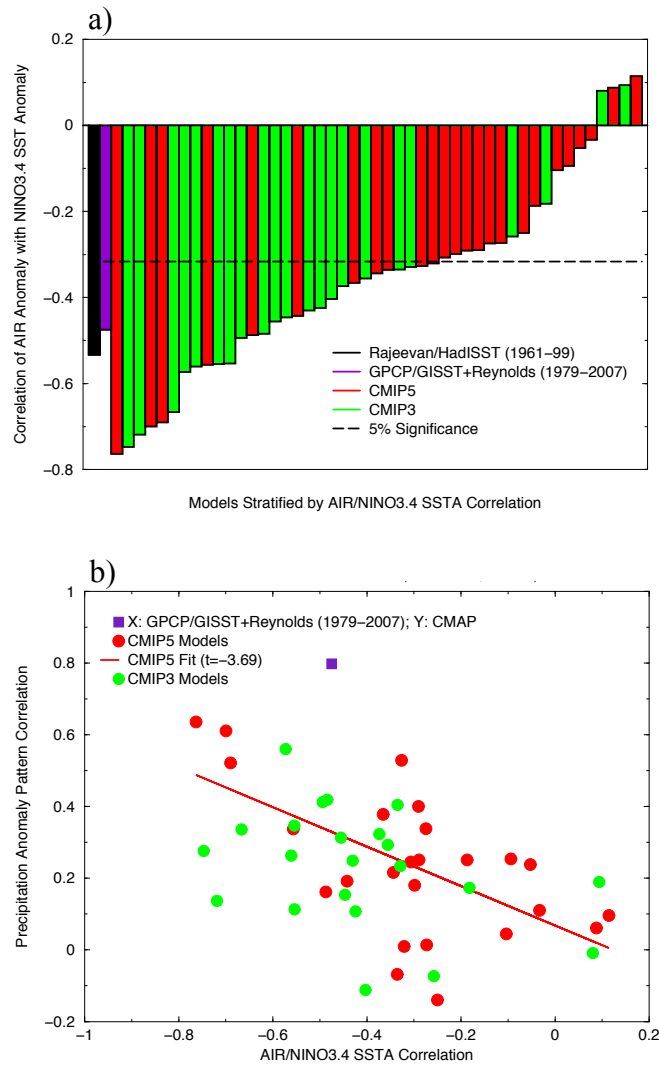 a)
0.2
0
−0.2
−0.4
−0.6
−0.8
Correlation of AIR Anomaly with NINO3.4 SST Anomaly
Rajeevan/HadISST (1961−99)
GPCP/GISST+Reynolds (1979−2007)
CMIP5
CMIP3
5% Significance
Models Stratified by AIR/NINO3.4 SSTA Correlation
b)
1
0.8
0.6
0.4
0.2
0
−0.2
Precipitation Anomaly Pattern Correlation
X: GPCP/GISST+Reynolds (1979−2007); Y: CMAP
CMIP5 Models
CMIP5 Fit (t=−3.69)
CMIP3 Models
−1 −0.8 −0.6 −0.4 −0.2 0 0.2
AIR/NINO3.4 SSTA Correlation